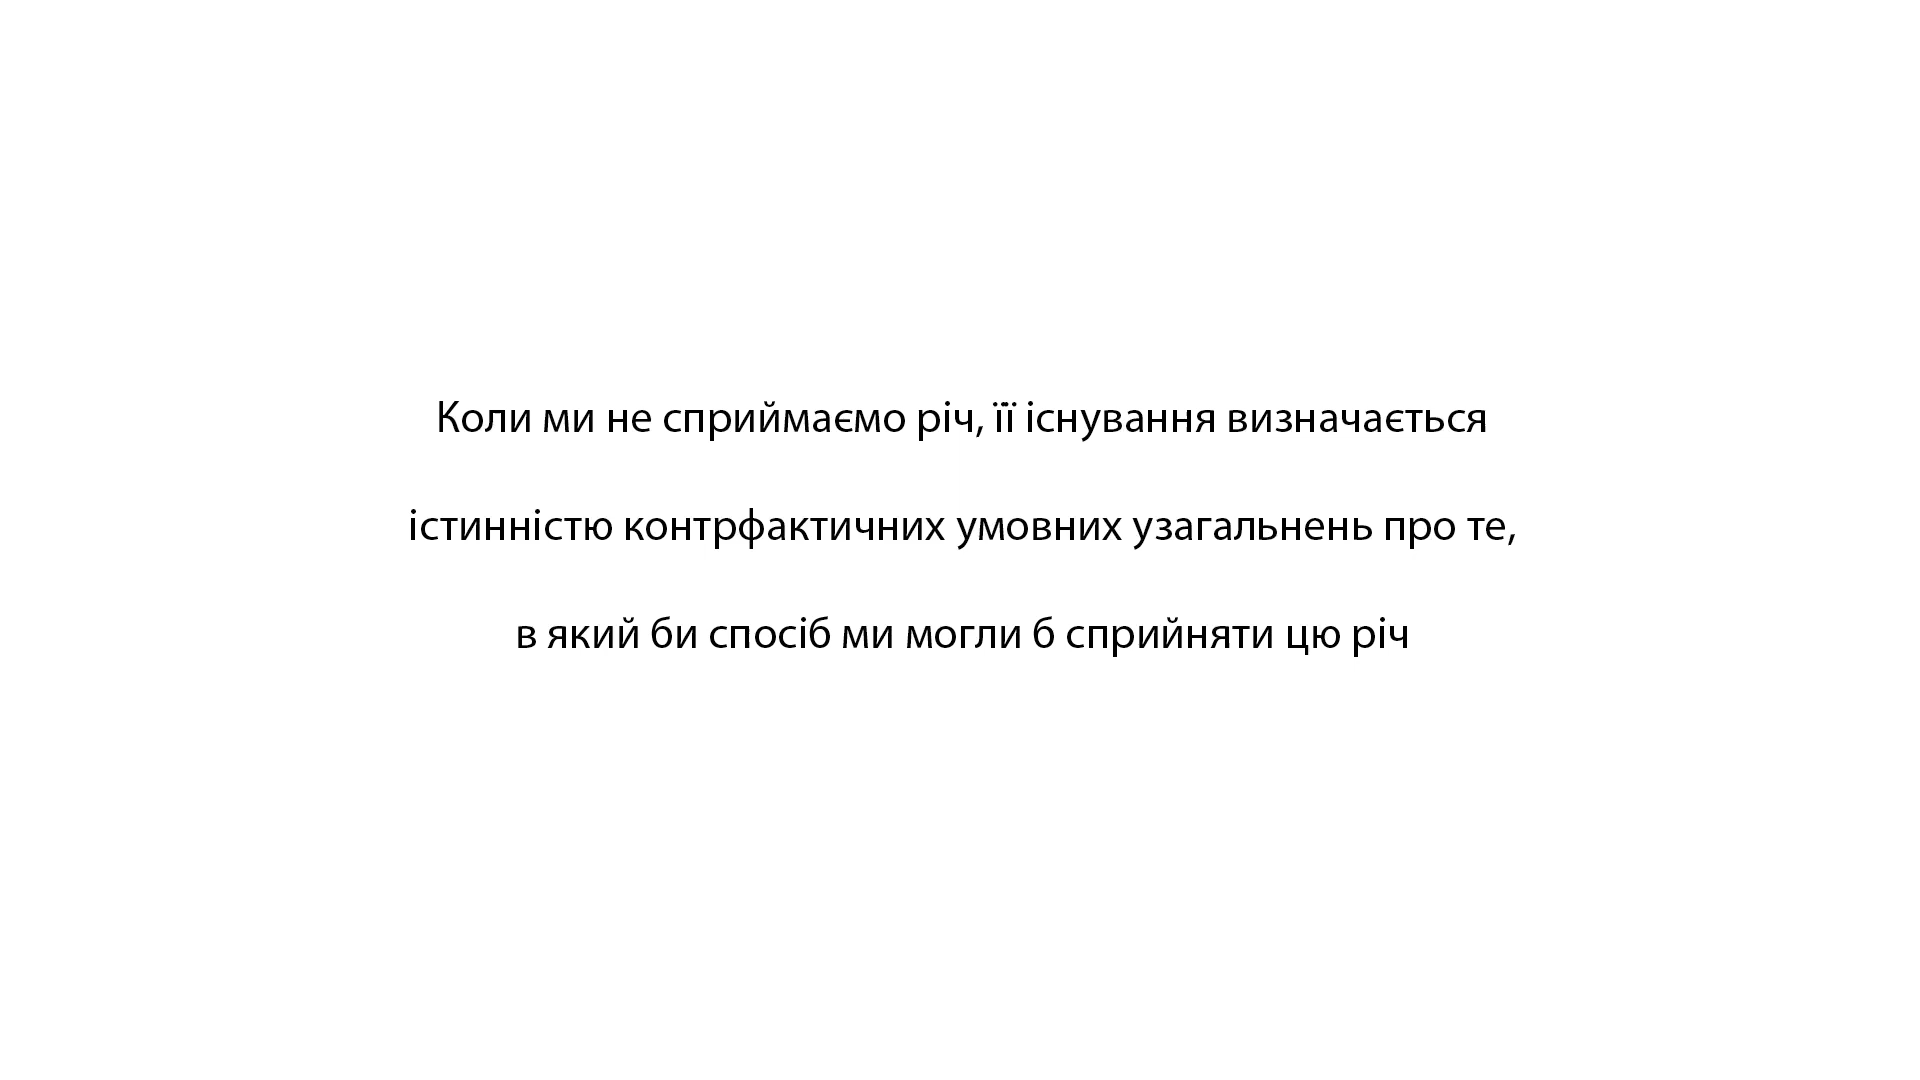 Коли ми не сприймаємо річ, її існування визначається
істинністю контрфактичних умовних узагальнень про те,
в який би спосіб ми могли б сприйняти цю річ